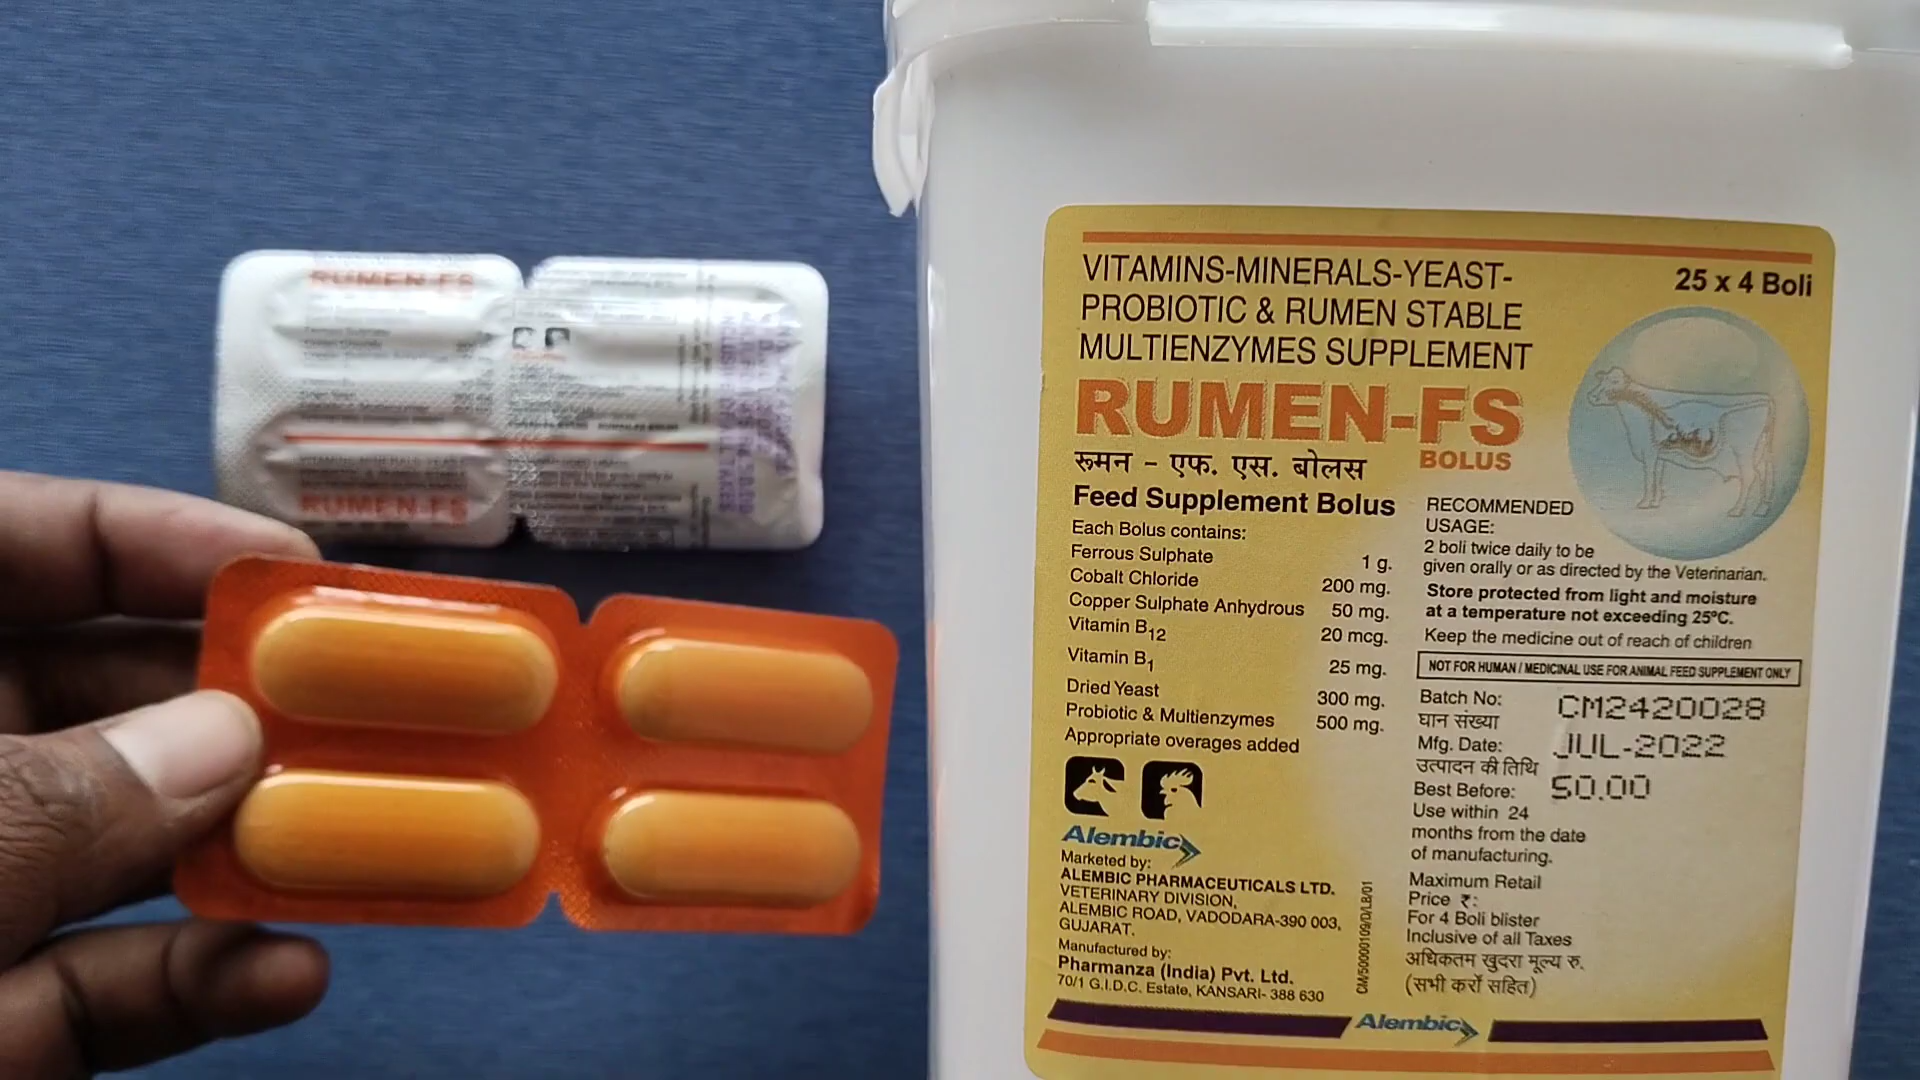 RUMEN-FS
RUMEN-FS
VITAMINS-MINERALS-YEAST-
PROBIOTIC & RUMEN STABLE
MULTIENZYMES SUPPLEMENT
25 x 4 Boli
RUMEN-FS
BOLUS
रूमन - एफ. एस. बोलस
Feed Supplement Bolus
Each Bolus contains:
Ferrous Sulphate 1 g.
Cobalt Chloride 200 mg.
Copper Sulphate Anhydrous 50 mg.
Vitamin B12 20 mcg.
Vitamin B1 25 mg.
Dried Yeast 300 mg.
Probiotic & Multienzymes 500 mg.
Appropriate overages added
Alembic
Marketed by:
ALEMBIC PHARMACEUTICALS LTD.
VETERINARY DIVISION,
ALEMBIC ROAD, VADODARA-390 003,
GUJARAT.
Manufactured by:
Pharmanza (India) Pvt. Ltd.
70/1 G.I.D.C. Estate, KANSARI- 388 630
CM/50000109/D/LB/01
RECOMMENDED
USAGE:
2 boli twice daily to be
given orally or as directed by the Veterinarian.
Store protected from light and moisture
at a temperature not exceeding 25ºC.
Keep the medicine out of reach of children
NOT FOR HUMAN / MEDICINAL USE FOR ANIMAL FEED SUPPLEMENT ONLY
Batch No: CM2420028
घान संख्या
Mfg. Date: JUL-2022
उत्पादन की तिथि
50.00
Best Before:
Use within 24
months from the date
of manufacturing.
Maximum Retail
Price ₹:
For 4 Boli blister
Inclusive of all Taxes
अधिकतम खुदरा मूल्य रु.
(सभी करों सहित)
Alembic